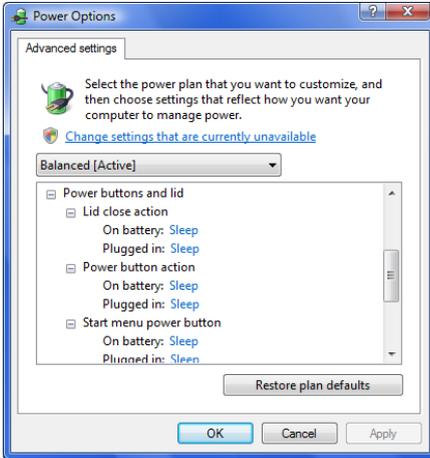 Power Options
Advanced settings
Select the power plan that you want to customize, and
then choose settings that reflect how you want your
computer to manage power.
Change settings that are currently unavailable
Balanced [Active]
Power buttons and lid
Lid close action
On battery: Sleep
Plugged in: Sleep
Power button action
On battery: Sleep
Plugged in: Sleep
Start menu power button
On battery: Sleep
Plugged in: Sleep
Restore plan defaults
OK Cancel Apply